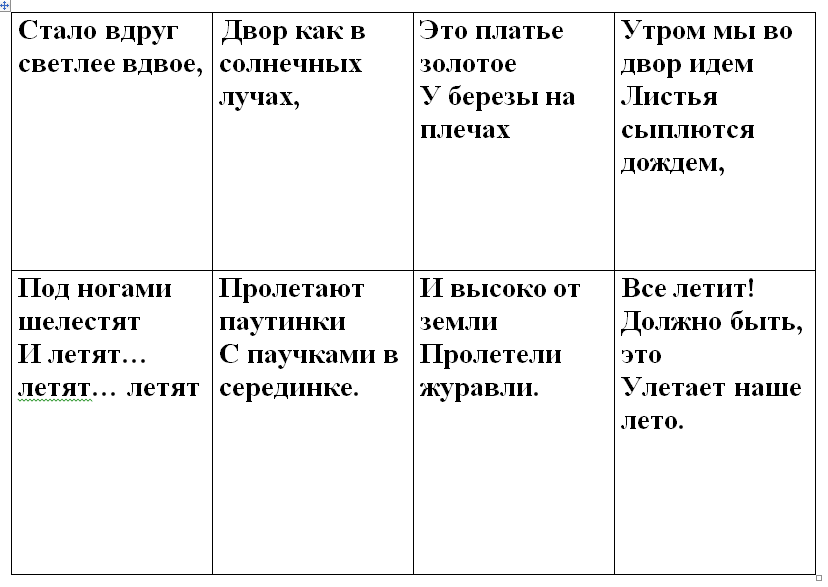 Стало вдруг
светлее вдвое,
Двор как в
солнечных
лучах,
Это платье
золотое
У березы на
плечах
Утром мы во
двор идем
Листья
сыплются
дождем,
Под ногами
шелестят
И летят…
летят… летят
Пролетают
паутинки
С паучками в
серединке.
И высоко от
земли
Пролетели
журавли.
Все летит!
Должно быть,
это
Улетает наше
лето.